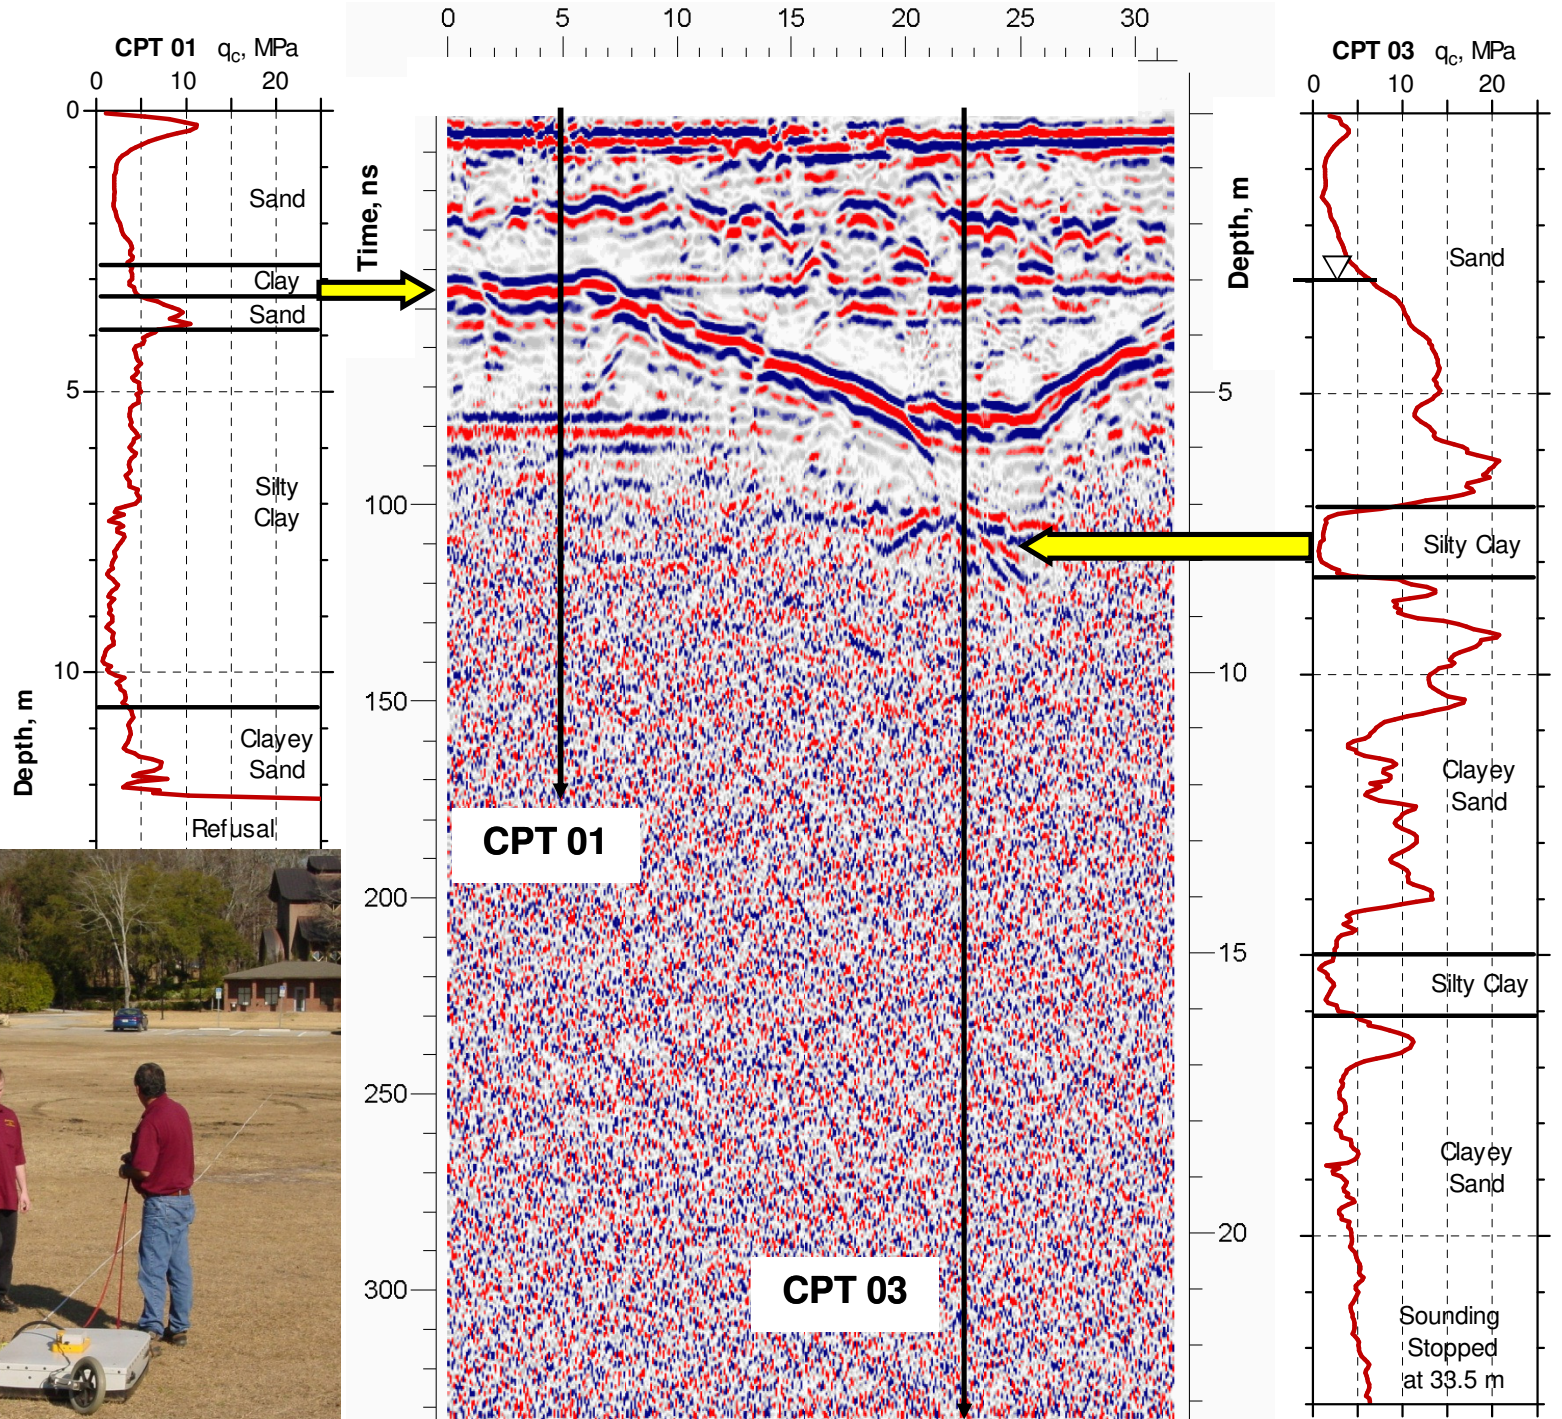 CPT 01 qc, MPa
0 10 20
0
5
10
Depth, m
Sand
Clay
Sand
Silty
Clay
Clayey
Sand
Refusal
0 5 10 15 20 25 30
Time, ns
100
150
200
250
300
CPT 01
CPT 03
Depth, m
5
10
15
20
CPT 03 qc, MPa
0 10 20
Sand
Silty Clay
Clayey
Sand
Silty Clay
Clayey
Sand
Sounding
Stopped
at 33.5 m